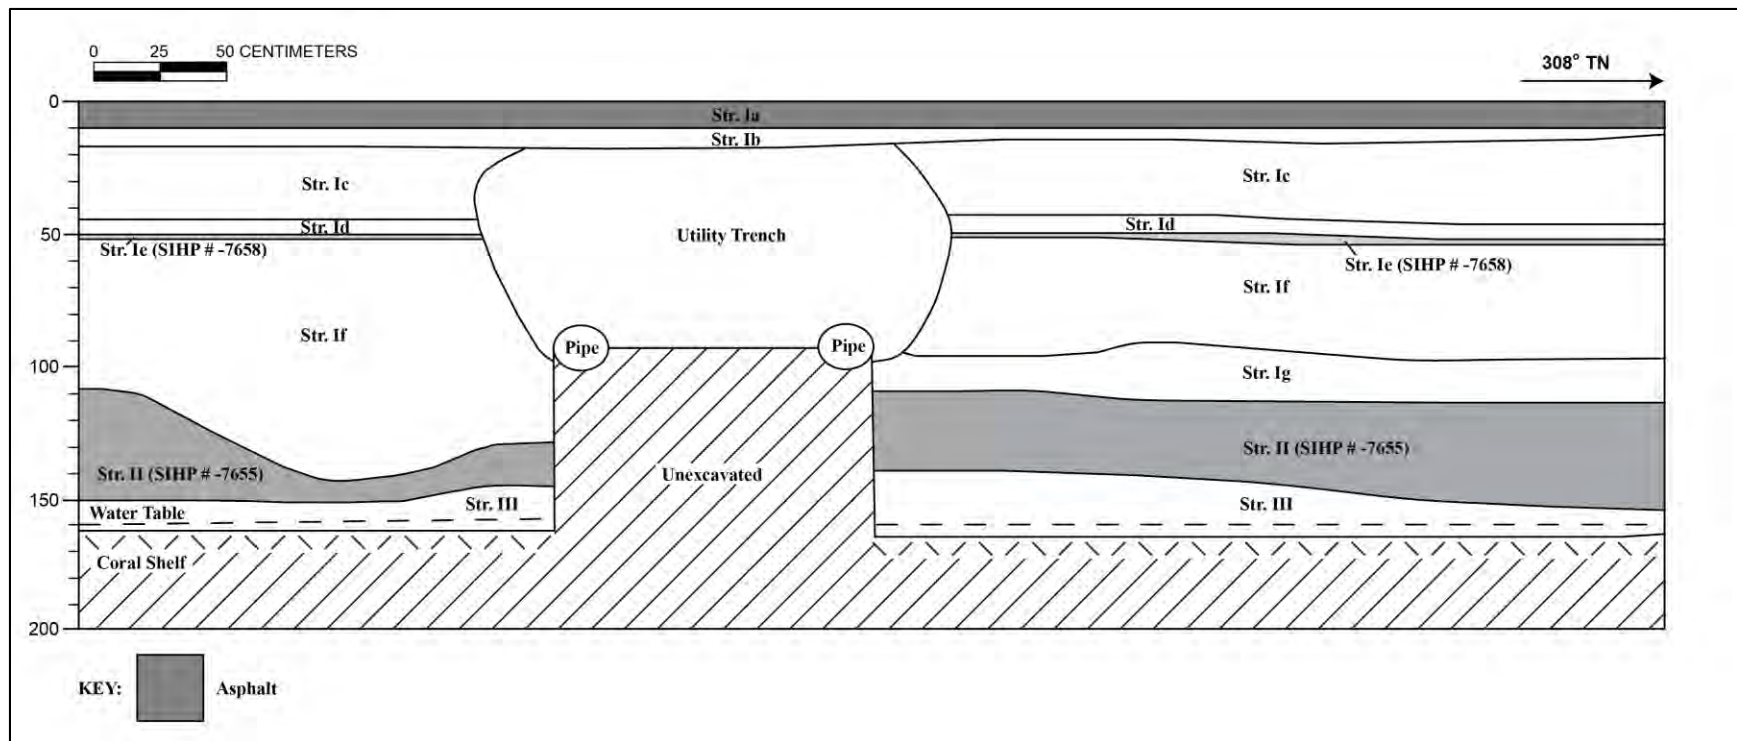 0 25 50 CENTIMETERS
308° TN
0
Str. Ia
Str. Ib
Str. Ic
Str. Ic
Str. Id
Str. Id
50
Utility Trench
Str. Ie (SIHP # -7658)
Str. Ie (SIHP # -7658)
Str. If
Str. If
Pipe
Pipe
100
Str. Ig
Str. II (SIHP # -7655)
Unexcavated
Str. II (SIHP # -7655)
150
Str. III
Str. III
Water Table
Coral Shelf
200
KEY:
Asphalt